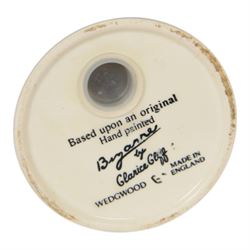 Based upon an original
Hand painted
Bizarre
by
Clarice Cliff
WEDGWOOD MADE IN
ENGLAND